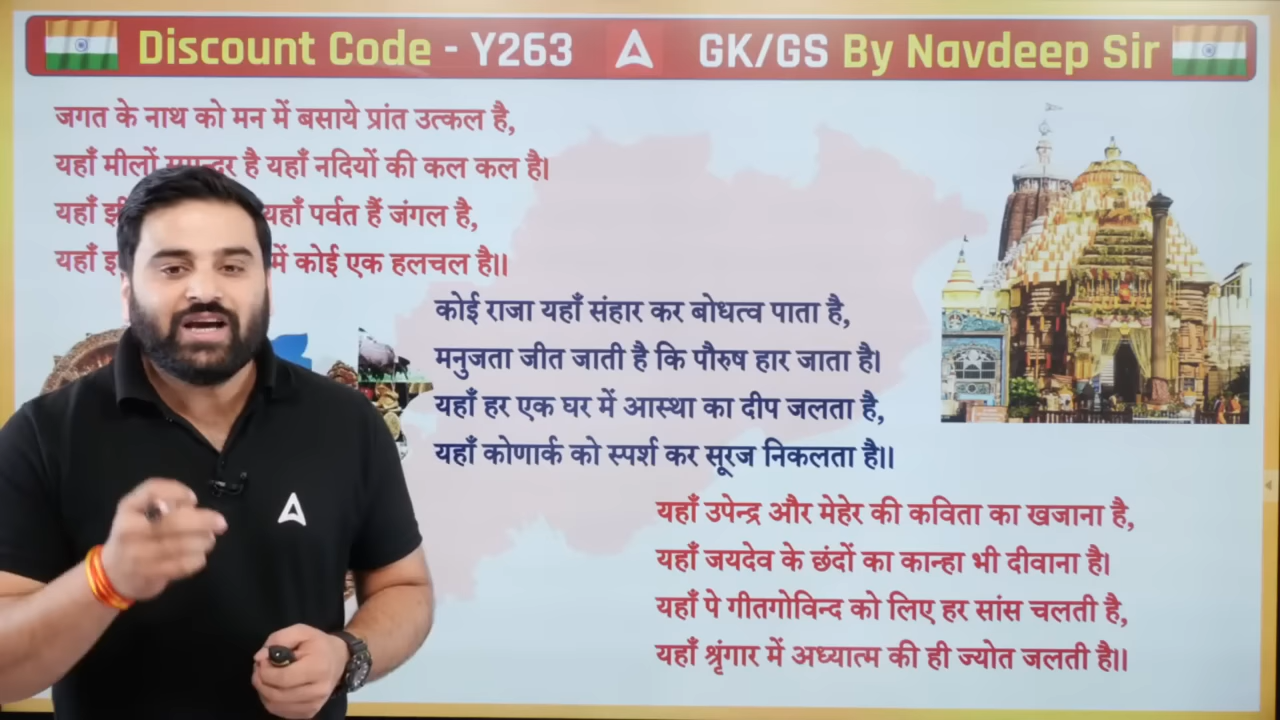 Discount Code - Y263 GK/GS By Navdeep Sir
जगत के नाथ को मन में बसाये प्रांत उत्कल है,
यहाँ मीलों है यहाँ नदियों की कल कल है।
यहाँ यहाँ पर्वत हैं जंगल है,
यहाँ में कोई एक हलचल है॥
कोई राजा यहाँ संहार कर बोधत्व पाता है,
मनुजता जीत जाती है कि पौरुष हार जाता है।
यहाँ हर एक घर में आस्था का दीप जलता है,
यहाँ कोणार्क को स्पर्श कर सूरज निकलता है॥
यहाँ उपेन्द्र और मेहेर की कविता का खजाना है,
यहाँ जयदेव के छंदों का कान्हा भी दीवाना है।
यहाँ पे गीतगोविन्द को लिए हर सांस चलती है,
यहाँ श्रृंगार में अध्यात्म की ही ज्योत जलती है॥